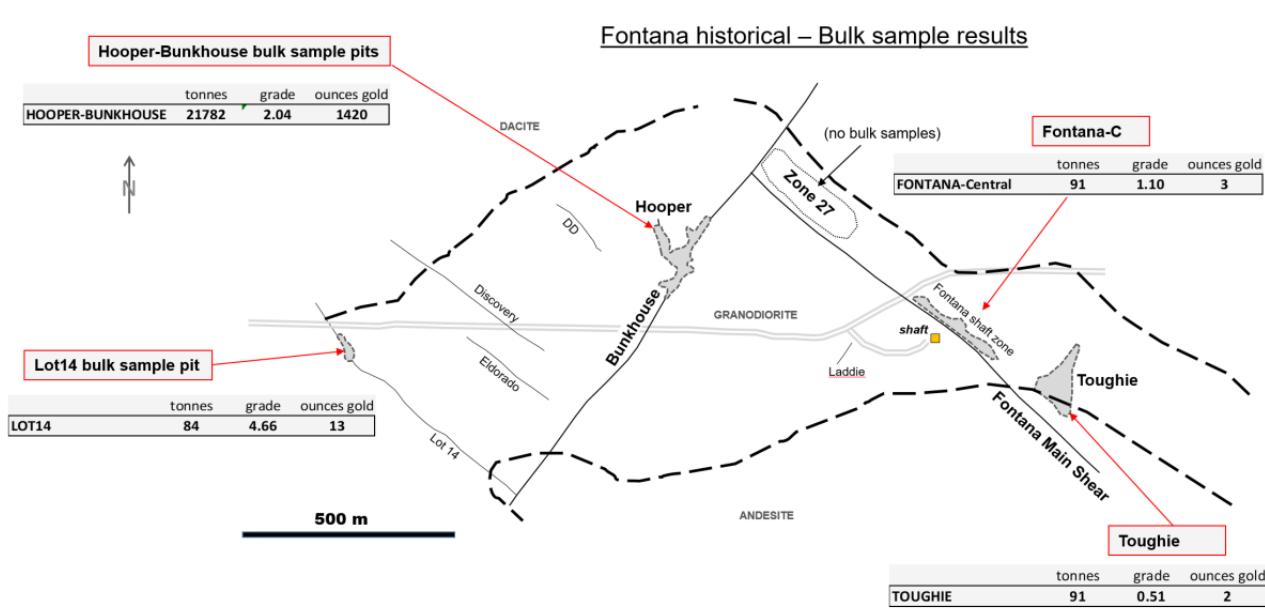 Fontana historical – Bulk sample results
Hooper-Bunkhouse bulk sample pits
tonnes grade ounces gold
HOOPER-BUNKHOUSE 21782 2.04 1420
DACITE
(no bulk samples)
Fontana-C
tonnes grade ounces gold
FONTANA-Central 91 1.10 3
N
Zone 27
Hooper
DD
Discovery
Bunkhouse
GRANODIORITE
Fontana shaft zone
shaft
Lot14 bulk sample pit
Eldorado
Laddie
Toughie
tonnes grade ounces gold
LOT14 84 4.66 13
Lot 14
Fontana Main Shear
500 m
ANDESITE
Toughie
tonnes grade ounces gold
TOUGHIE 91 0.51 2